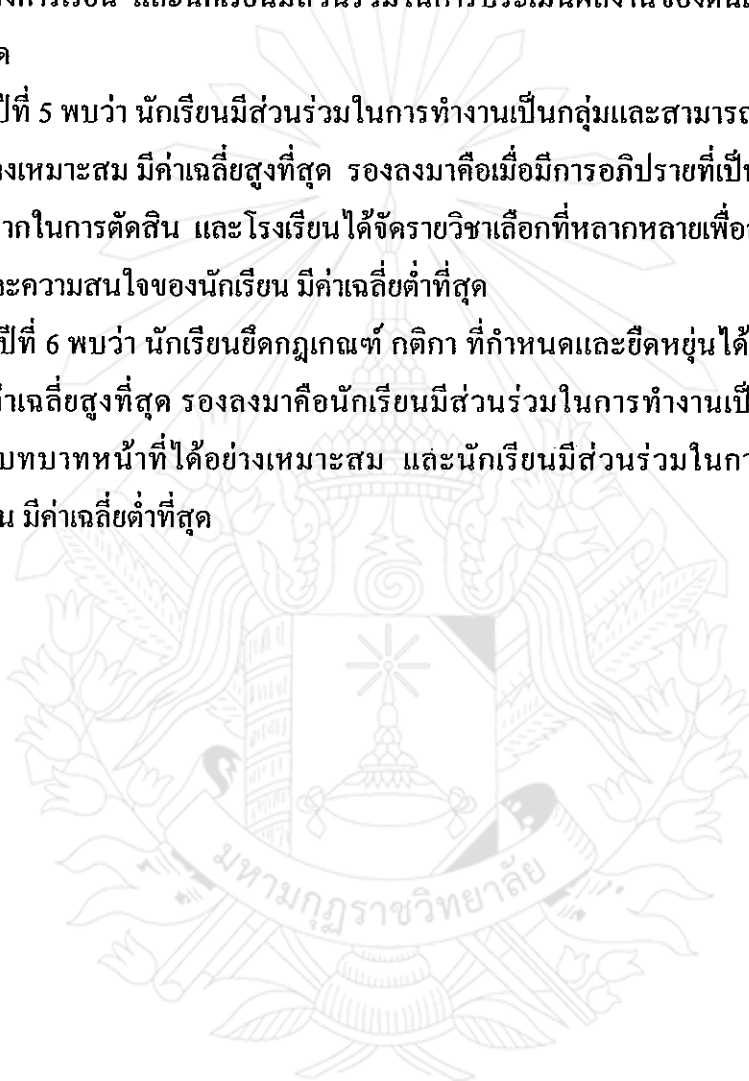 งการเรียน และนักเรียนมีส่วนร่วมในการประเมินผลงานของตนเ
ด
ปีที่ 5 พบว่า นักเรียนมีส่วนร่วมในการทำงานเป็นกลุ่มและสามารถ
งเหมาะสม มีค่าเฉลี่ยสูงที่สุด รองลงมาคือเมื่อมีการอภิปรายที่เป็น
ากในการตัดสิน และโรงเรียนได้จัดรายวิชาเลือกที่หลากหลายเพื่อ
ะความสนใจของนักเรียน มีค่าเฉลี่ยต่ำที่สุด
ปีที่ 6 พบว่า นักเรียนยึดกฎเกณฑ์ กติกา ที่กำหนดและยืดหยุ่นได้
าเฉลี่ยสูงที่สุด รองลงมาคือนักเรียนมีส่วนร่วมในการทำงานเป็
บทบาทหน้าที่ได้อย่างเหมาะสม และนักเรียนมีส่วนร่วมในกา
น มีค่าเฉลี่ยต่ำที่สุด
มหามกุฏราชวิทยาลัย